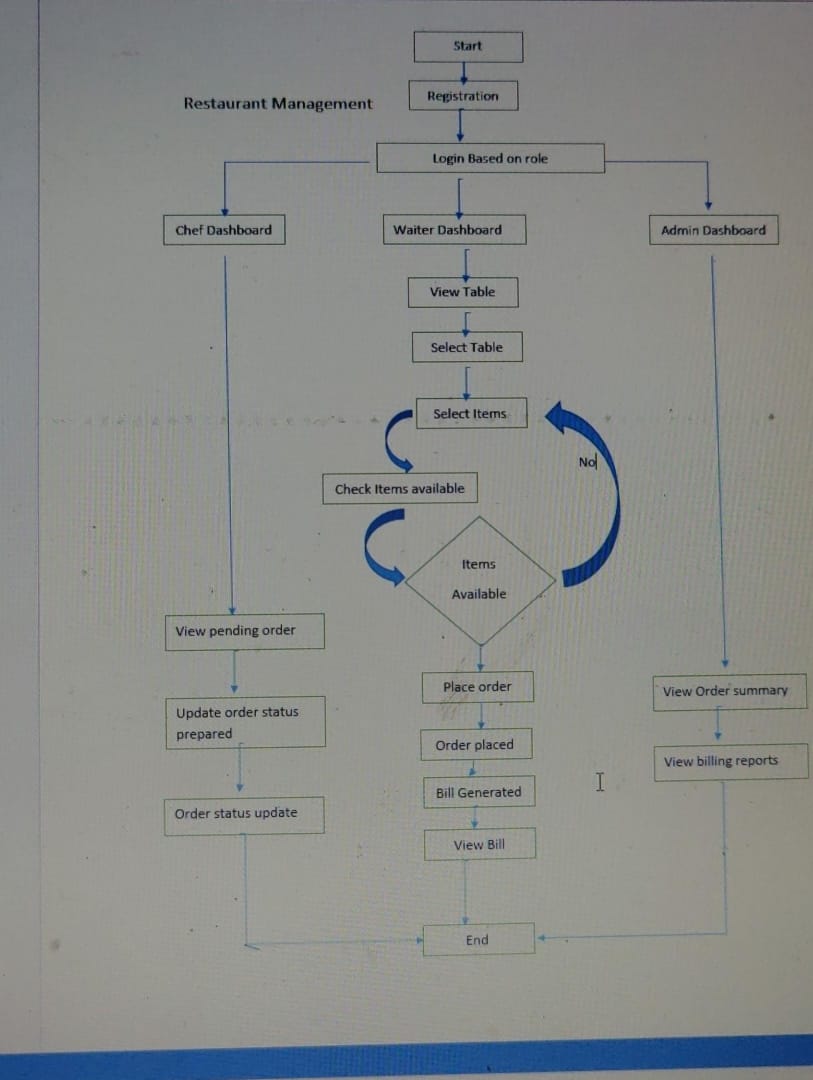 Start
Restaurant Management
Registration
Login Based on role
Chef Dashboard
Waiter Dashboard
Admin Dashboard
View Table
Select Table
Select Items
No
Check Items available
Items
Available
View pending order
Place order
View Order summary
Update order status
prepared
Order placed
View billing reports
Bill Generated
Order status update
View Bill
End